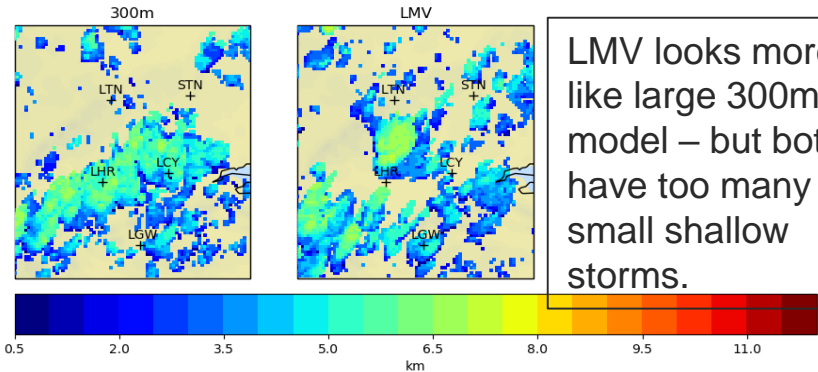 300m
LMV
LTN
STN
LHR
LCY
LGW
LTN
STN
HR
LCY
LGW
LMV looks more
like large 300m
model – but bot
have too many
small shallow
storms.
0.5 2.0 3.5 5.0 6.5 8.0 9.5 11.0
km